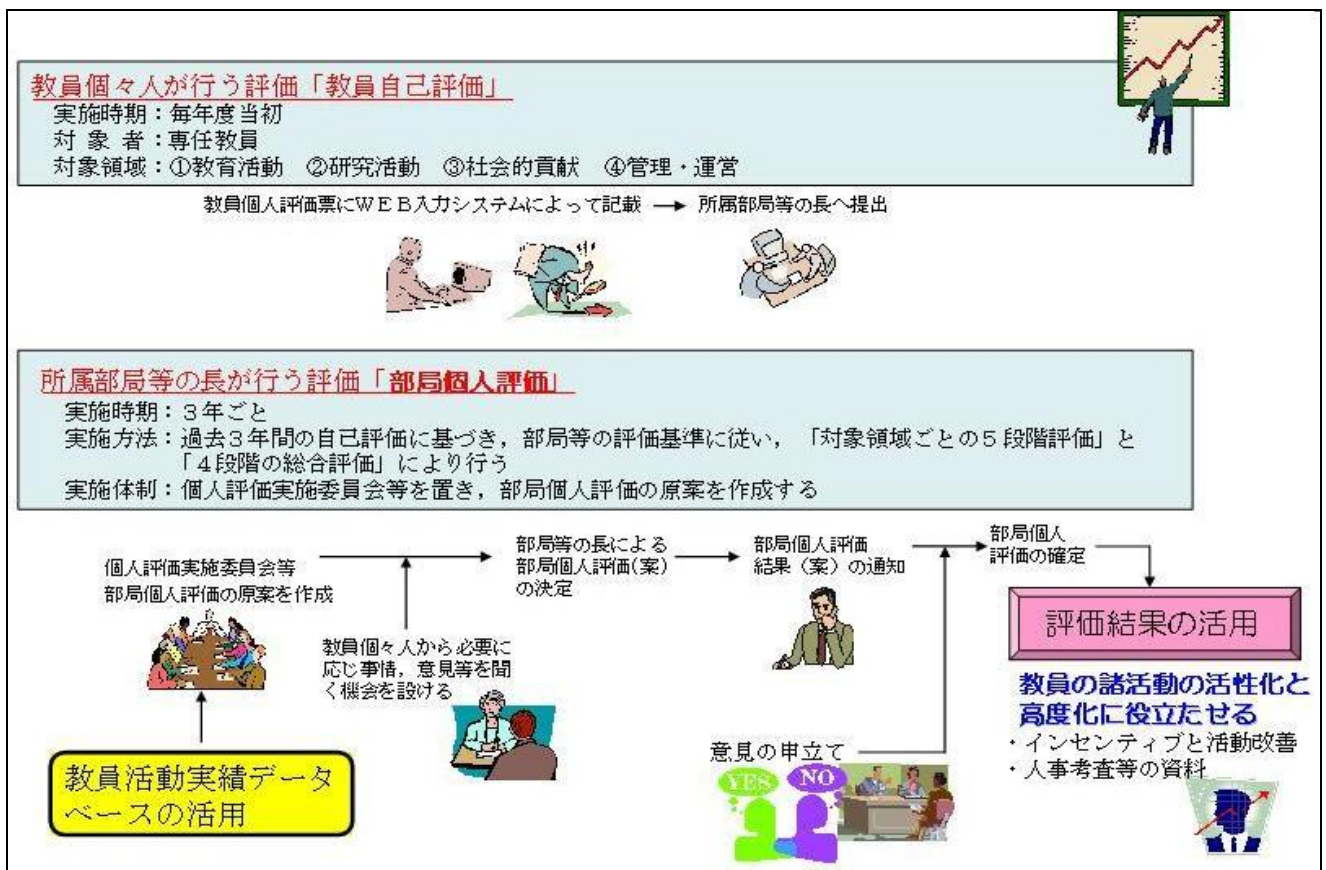 教員個々人が行う評価「教員自己評価」
実施時期：毎年度当初
対 象 者：専任教員
対象領域：①教育活動　②研究活動　③社会的貢献　④管理・運営
教員個人評価票にＷＥＢ入力システムによって記載 → 所属部局等の長へ提出
所属部局等の長が行う評価「部局個人評価」
実施時期：３年ごと
実施方法：過去３年間の自己評価に基づき，部局等の評価基準に従い，「対象領域ごとの５段階評価」と
「４段階の総合評価」により行う
実施体制：個人評価実施委員会等を置き，部局個人評価の原案を作成する
個人評価実施委員会等
部局個人評価の原案を作成
教員個々人から必要に
応じ事情，意見等を聞
く機会を設ける
部局等の長による
部局個人評価(案)
の決定
部局個人評価
結果（案）の通知
部局個人
評価の確定
評価結果の活用
教員の諸活動の活性化と
高度化に役立たせる
・インセンティブと活動改善
・人事考査等の資料
意見の申立て
YES NO
教員活動実績データ
ベースの活用